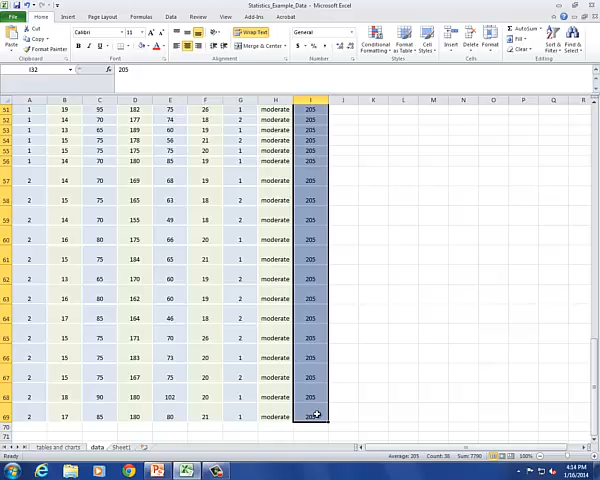 Statistics_Example_Data - Microsoft Excel
File Home Insert Page Layout Formulas Data Review View Add-Ins Acrobat
Cut Copy Format Painter Paste Clipboard
Calibri 11 Font
Wrap Text Merge & Center Alignment
General Number
Conditional Formatting Format as Table Cell Styles Styles
Insert Delete Format Cells
AutoSum Fill Clear Sort & Filter Find & Select Editing
I32 fx 205
A B C D E F G H I J K L M N O P Q R
51 1 19 95 182 75 26 1 moderate 205
52 1 14 70 177 74 18 2 moderate 205
53 1 13 65 189 60 19 1 moderate 205
54 1 15 75 178 56 21 2 moderate 205
55 1 15 75 175 75 20 1 moderate 205
56 1 14 70 180 85 19 1 moderate 205
57 2 14 70 169 68 19 1 moderate 205
58 2 15 75 165 63 18 2 moderate 205
59 2 14 70 155 49 18 2 moderate 205
60 2 16 80 175 66 20 1 moderate 205
61 2 15 75 184 65 21 1 moderate 205
62 2 13 65 170 60 19 2 moderate 205
63 2 16 80 162 60 19 2 moderate 205
64 2 17 85 164 46 18 2 moderate 205
65 2 15 75 171 70 26 2 moderate 205
66 2 15 75 183 73 20 1 moderate 205
67 2 15 75 167 75 20 2 moderate 205
68 2 18 90 180 102 20 1 moderate 205
69 2 17 85 180 80 21 1 moderate 205
70
71
tables and charts data Sheet1
Ready Average: 205 Count: 38 Sum: 7790 100%
4:14 PM
1/16/2014